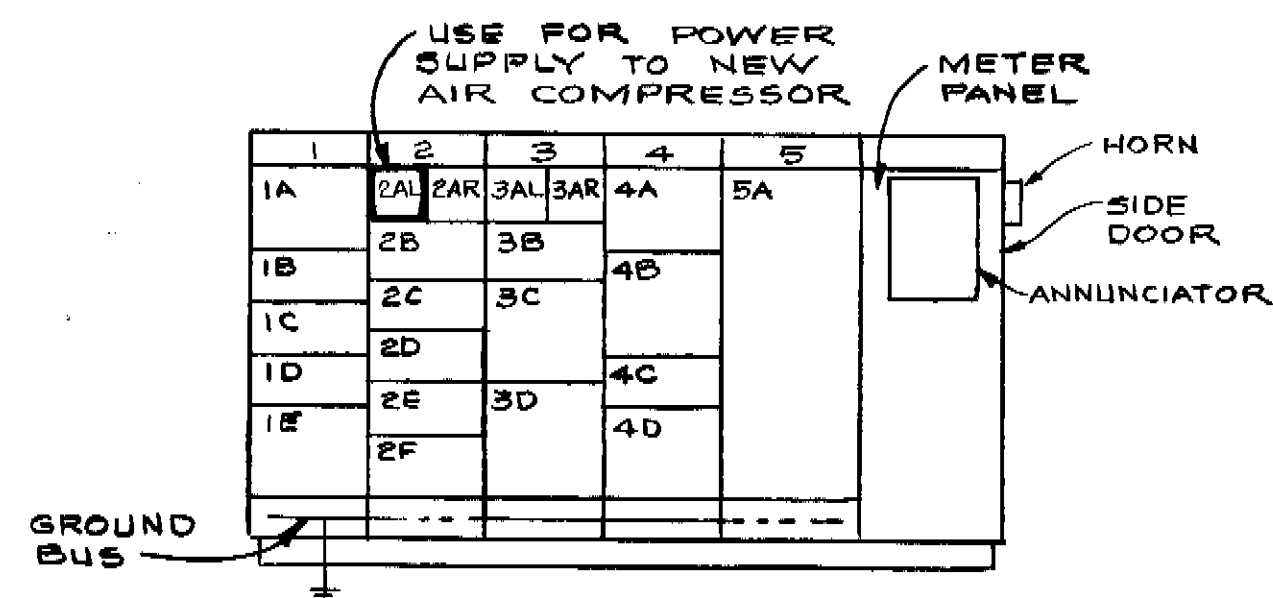 USE FOR POWER
SUPPLY TO NEW
AIR COMPRESSOR
METER
PANEL
HORN
1 2 3 4 5
1A 2AL 2AR 3AL 3AR 4A 5A
SIDE
DOOR
2B 3B
1B 4B
2C 3C
ANNUNCIATOR
1C
2D
1D 4C
2E 3D
1E 4D
2F
GROUND
BUS